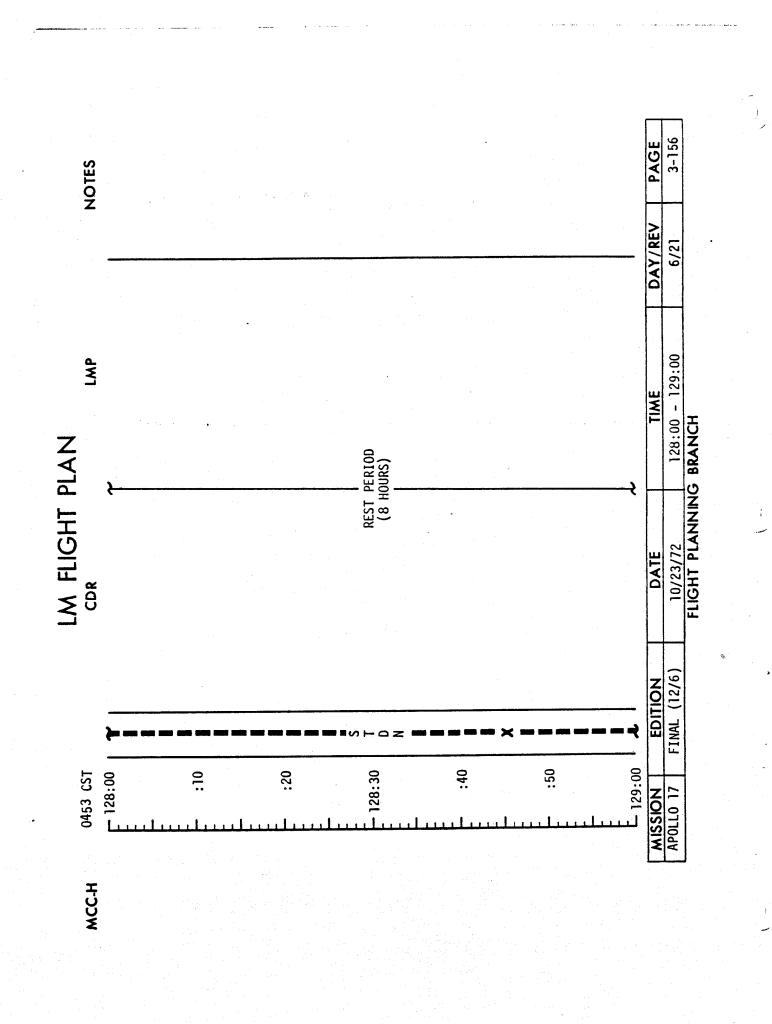 LM FLIGHT PLAN
MCC-H 0453 CST CDR LMP NOTES
128:00
:10
:20
128:30
:40
:50
129:00
S
T
D
N
X
REST PERIOD
(8 HOURS)
MISSION EDITION DATE TIME DAY/REV PAGE
APOLLO 17 FINAL (12/6) 10/23/72 128:00 - 129:00 6/21 3-156
FLIGHT PLANNING BRANCH